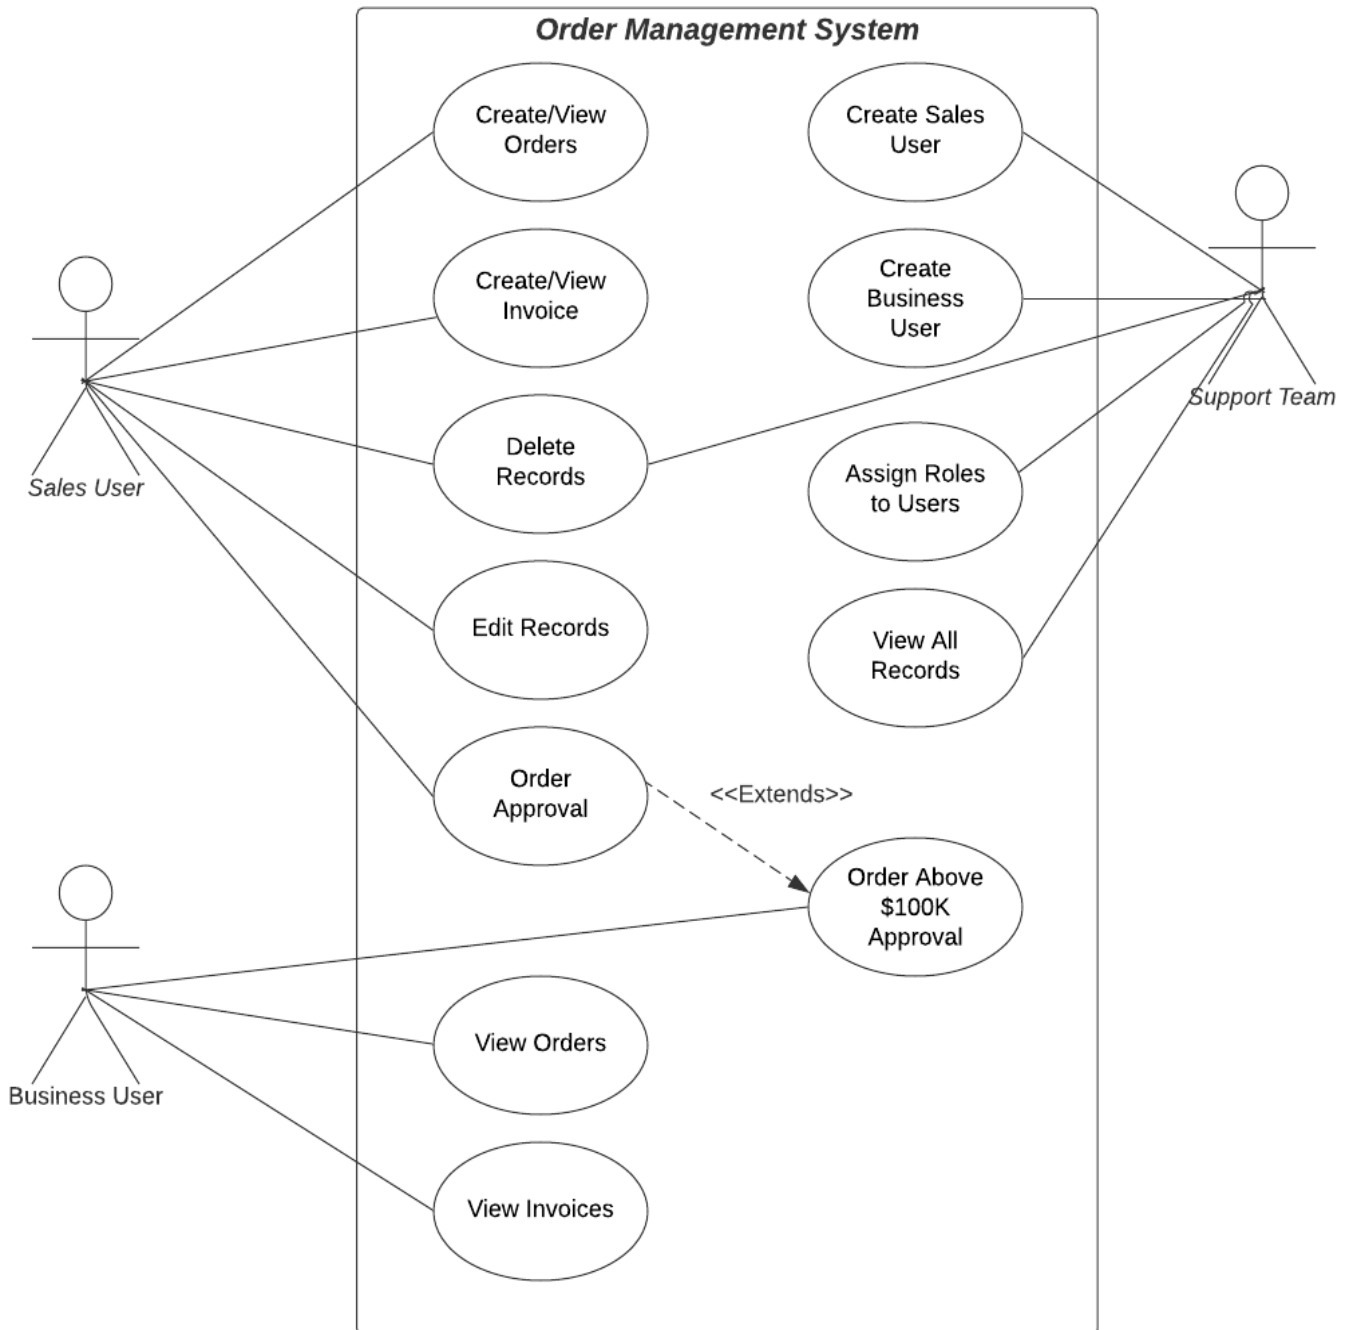 Order Management System
Create/View
Orders
Create Sales
User
Create/View
Invoice
Create
Business
User
Support Team
Sales User
Delete
Records
Assign Roles
to Users
Edit Records
View All
Records
Order
Approval
<<Extends>>
Order Above
$100K
Approval
Business User
View Orders
View Invoices